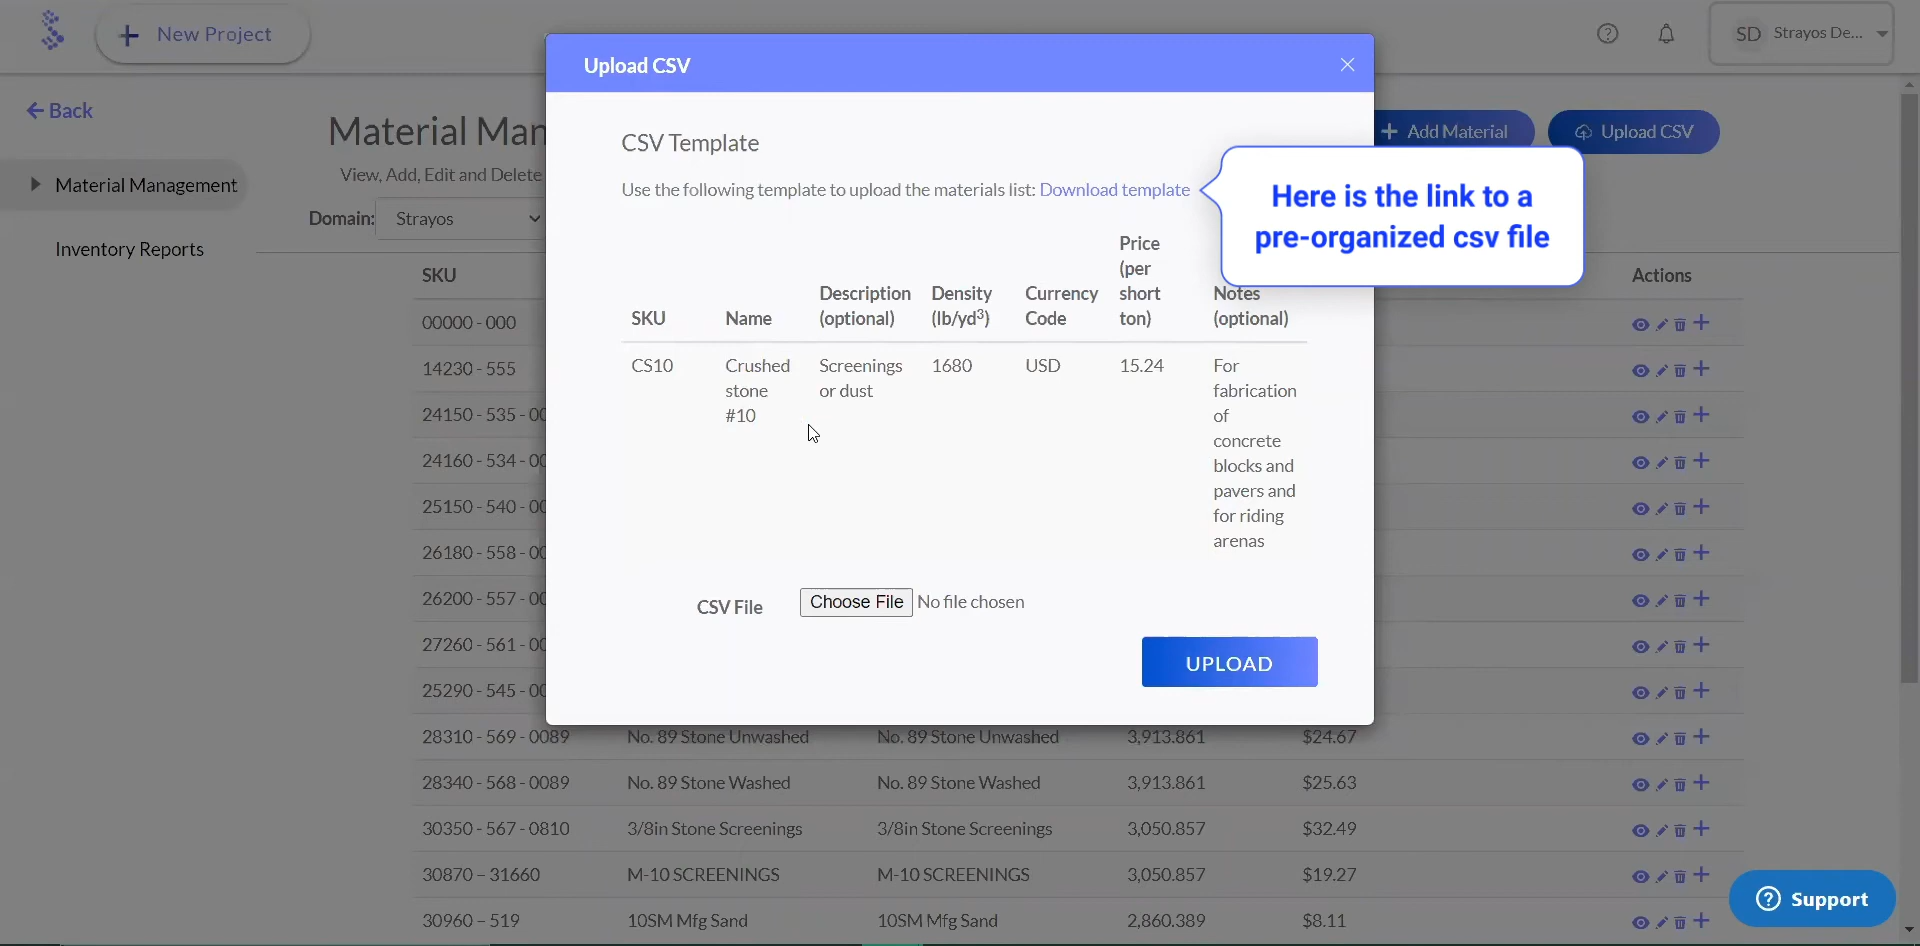 New Project
SD Strayos De...
Upload CSV
Back
Material Man
Add Material
Upload CSV
CSV Template
View, Add, Edit and Delete
Material Management
Use the following template to upload the materials list: Download template
Here is the link to a
pre-organized csv file
Domain:
Strayos
Inventory Reports
SKU
Actions
SKU
Name
Description
(optional)
Density
(lb/yd³)
Currency
Code
Price
(per
short
ton)
Notes
(optional)
CS10
Crushed
stone
#10
Screenings
or dust
1680
USD
15.24
For
fabrication
of
concrete
blocks and
pavers and
for riding
arenas
CSV File
Choose File No file chosen
UPLOAD
00000 - 000
14230 - 555
24150 - 535 - 00
24160 - 534 - 00
25150 - 540 - 00
26180 - 558 - 00
26200 - 557 - 00
27260 - 561 - 00
25290 - 545 - 00
28310 - 569 - 0089 No. 89 Stone Unwashed No. 89 Stone Unwashed 3,913.861 $24.67
28340 - 568 - 0089 No. 89 Stone Washed No. 89 Stone Washed 3,913.861 $25.63
30350 - 567 - 0810 3/8in Stone Screenings 3/8in Stone Screenings 3,050.857 $32.49
30870 – 31660 M-10 SCREENINGS M-10 SCREENINGS 3,050.857 $19.27
30960 – 519 10SM Mfg Sand 10SM Mfg Sand 2,860.389 $8.11
Support